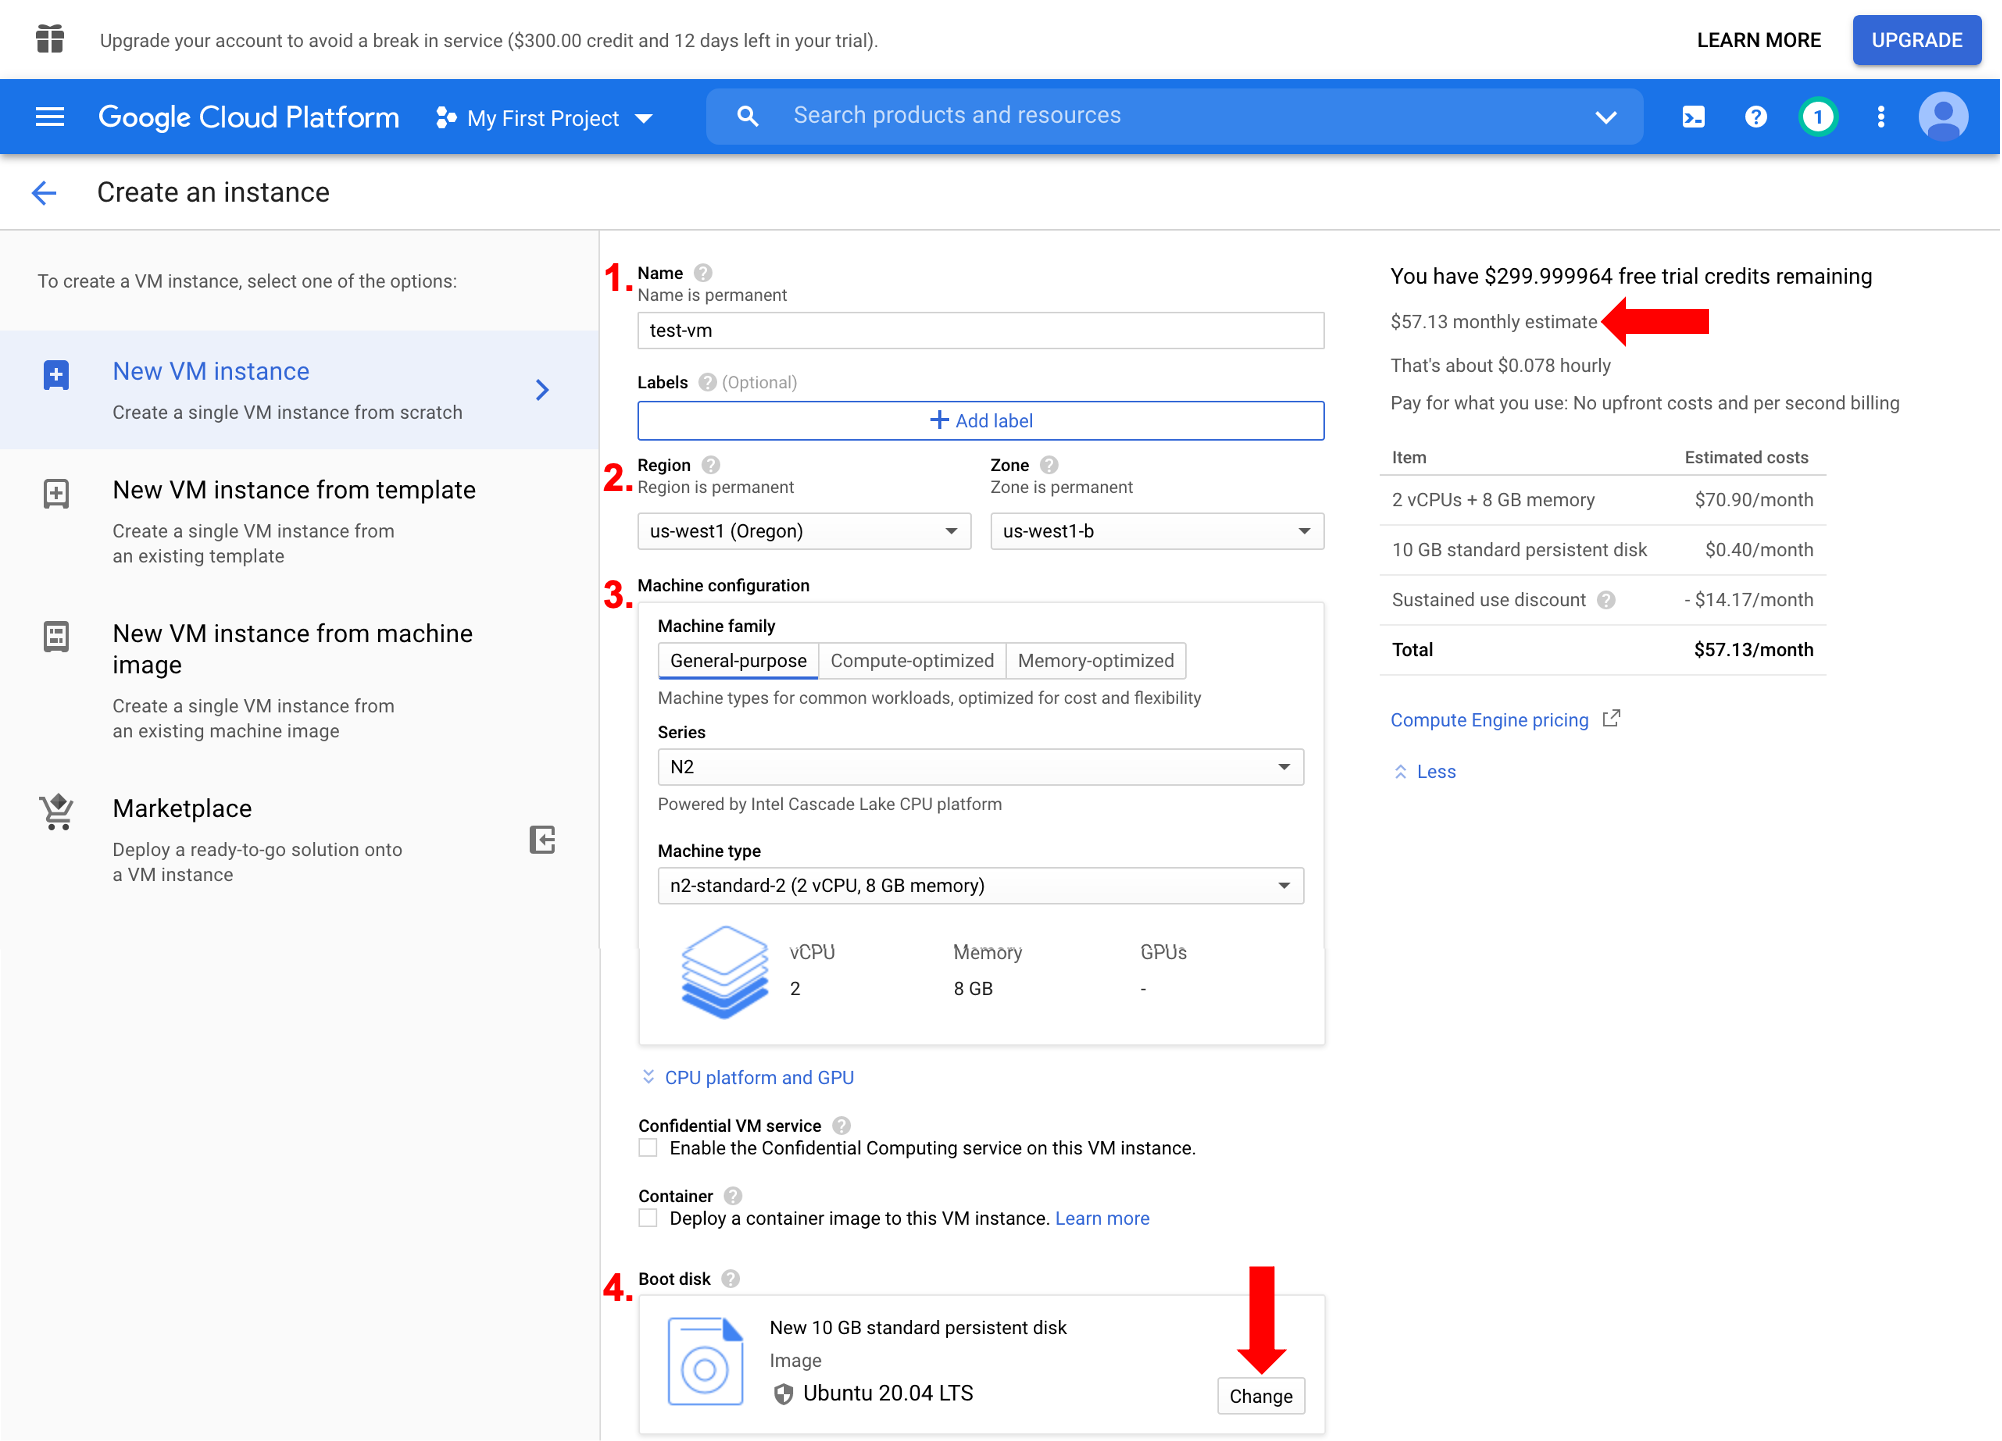 Upgrade your account to avoid a break in service ($300.00 credit and 12 days left in your trial).
LEARN MORE
UPGRADE
Google Cloud Platform
My First Project
Search products and resources
1
Create an instance
To create a VM instance, select one of the options:
New VM instance
Create a single VM instance from scratch
New VM instance from template
Create a single VM instance from
an existing template
New VM instance from machine
image
Create a single VM instance from
an existing machine image
Marketplace
Deploy a ready-to-go solution onto
a VM instance
1. Name
Name is permanent
test-vm
Labels (Optional)
Add label
2. Region
Region is permanent
us-west1 (Oregon)
Zone
Zone is permanent
us-west1-b
3. Machine configuration
Machine family
General-purpose Compute-optimized Memory-optimized
Machine types for common workloads, optimized for cost and flexibility
Series
N2
Powered by Intel Cascade Lake CPU platform
Machine type
n2-standard-2 (2 vCPU, 8 GB memory)
vCPU Memory GPUs
2 8 GB -
CPU platform and GPU
Confidential VM service
Enable the Confidential Computing service on this VM instance.
Container
Deploy a container image to this VM instance. Learn more
4. Boot disk
New 10 GB standard persistent disk
Image
Ubuntu 20.04 LTS
Change
You have $299.999964 free trial credits remaining
$57.13 monthly estimate
That's about $0.078 hourly
Pay for what you use: No upfront costs and per second billing
Item Estimated costs
2 vCPUs + 8 GB memory $70.90/month
10 GB standard persistent disk $0.40/month
Sustained use discount - $14.17/month
Total $57.13/month
Compute Engine pricing
Less